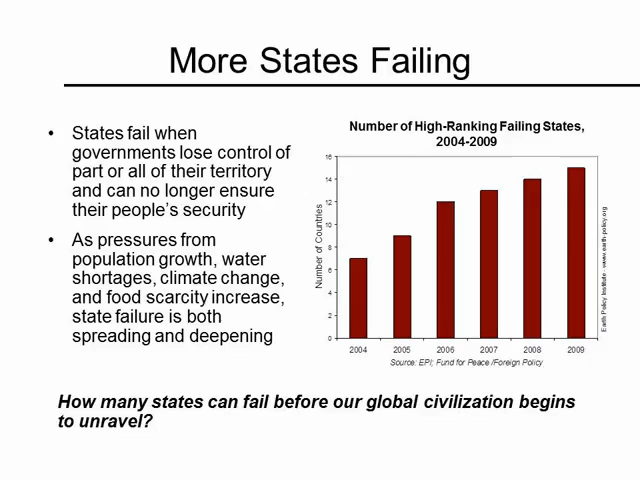 More States Failing
• States fail when
governments lose control of
part or all of their territory
and can no longer ensure
their people's security
• As pressures from
population growth, water
shortages, climate change,
and food scarcity increase,
state failure is both
spreading and deepening
Number of High-Ranking Failing States,
2004-2009
Number of Countries
16
14
12
10
8
6
4
2
0
2004 2005 2006 2007 2008 2009
Source: EPI; Fund for Peace /Foreign Policy
Earth Policy Institute - www.earth-policy.org
How many states can fail before our global civilization begins
to unravel?